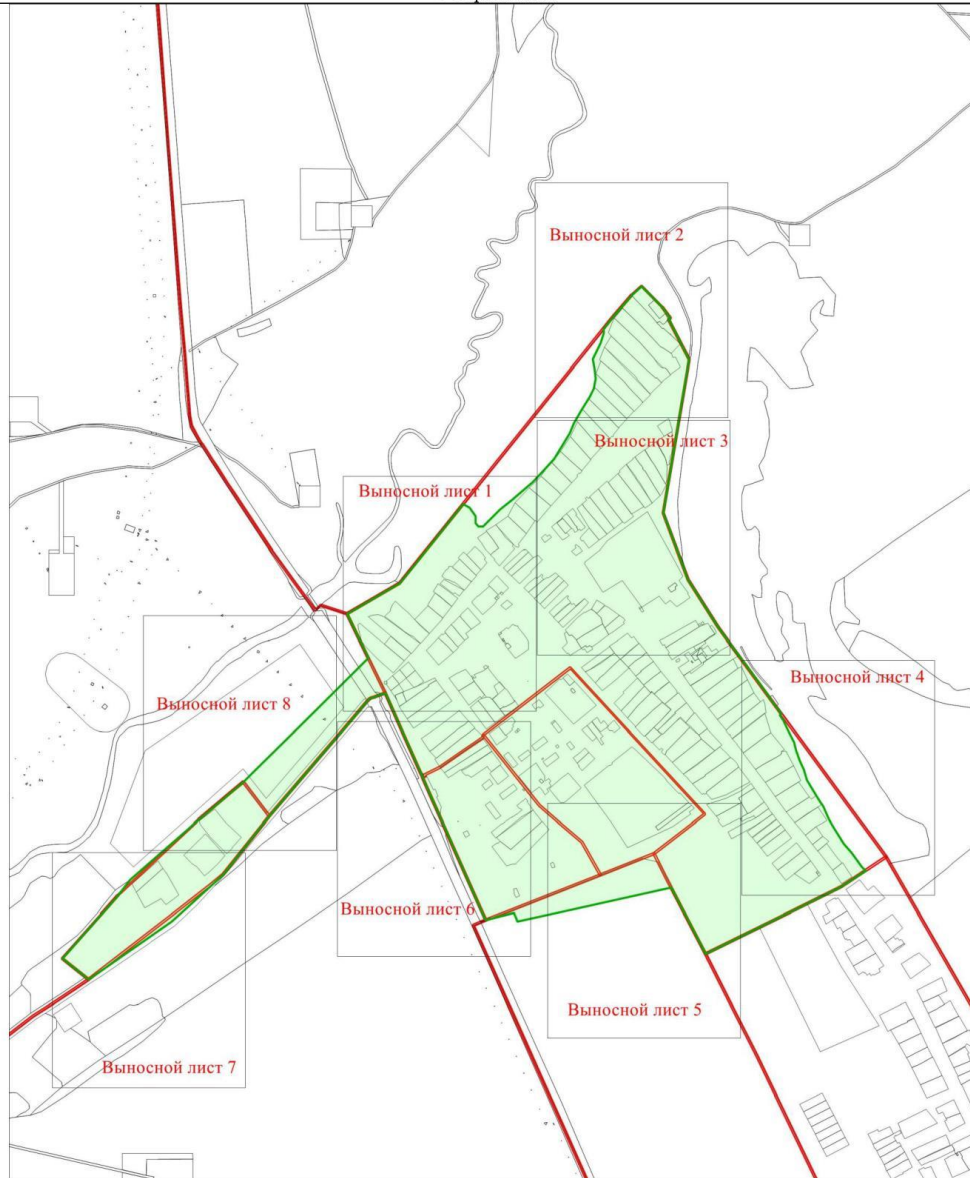 Выносной лист 2
Выносной лист 3
Выносной лист 1
Выносной лист 4
Выносной лист 8
Выносной лист 6
Выносной лист 5
Выносной лист 7